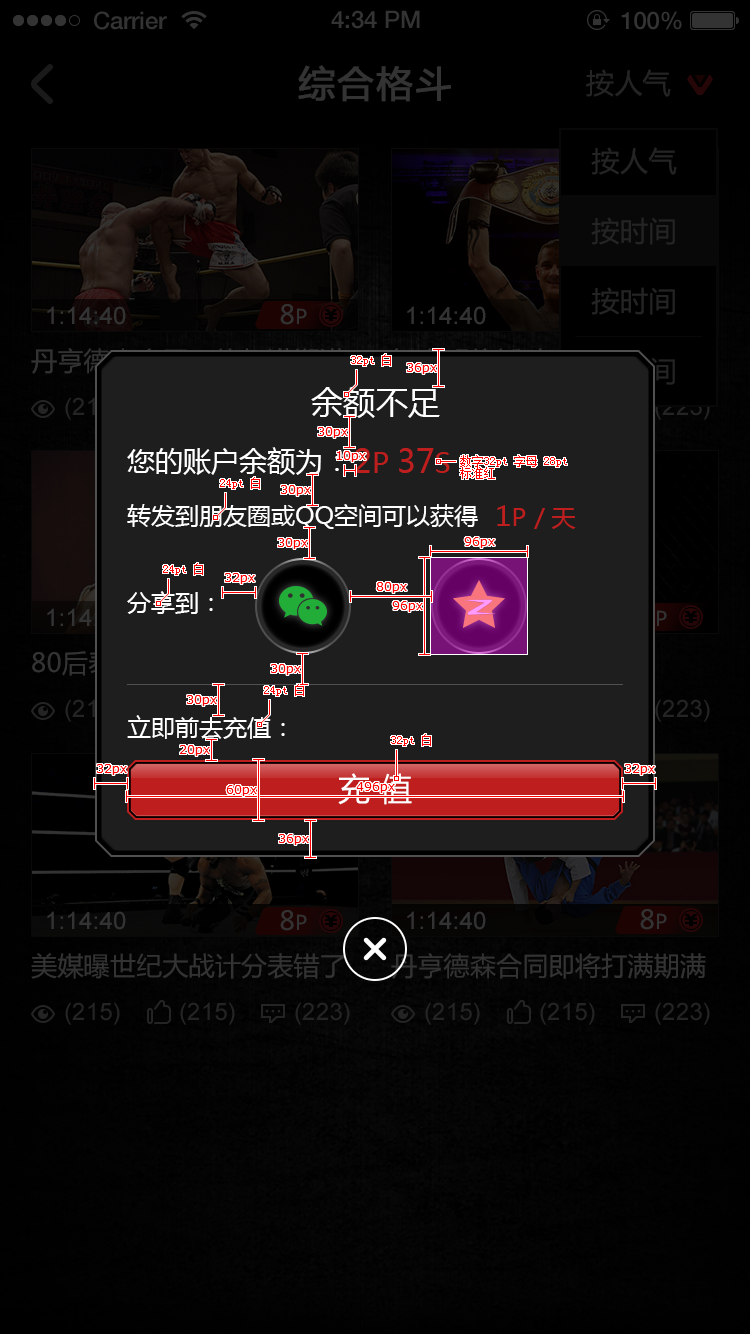 Carrier 4:34 PM 100%
综合格斗 按人气
按人气
按时间
按时间
间
1:14:40 8P
1:14:40
丹亨德
(21
(223)
32pt 白 36px
余额不足
30px
您的账户余额为： 2P 37S
10px
数字32pt 字母 28pt
标准红
24pt 白 30px
转发到朋友圈或QQ空间可以获得 1P / 天
30px 96px
24pt 白 32px 80px 96px
分享到：
1:14
P
80后
30px
30px 24pt 白
(21
(223)
立即前去充值：
20px 32pt 白
32px 32px
充值
60px 496px
36px
1:14:40 8P
1:14:40 8P
美媒曝世纪大战计分表错了
丹亨德森合同即将打满期满
(215) (215) (223)
(215) (215) (223)